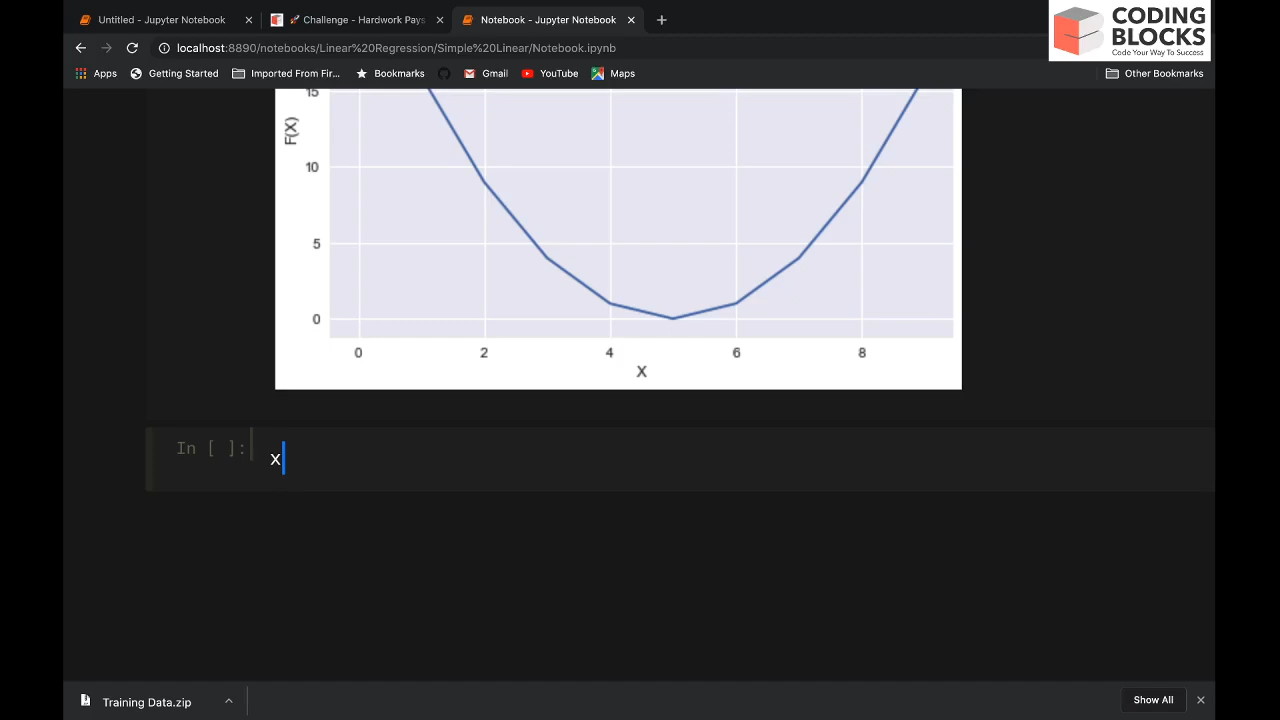 Untitled - Jupyter Notebook
Challenge - Hardwork Pays
Notebook - Jupyter Notebook
localhost:8890/notebooks/Linear%20Regression/Simple%20Linear/Notebook.ipynb
CODING
BLOCKS
Code Your Way To Success
Apps
Getting Started
Imported From Fir...
Bookmarks
Gmail
YouTube
Maps
Other Bookmarks
15
F(X)
10
5
0
0 2 4 6 8
X
In [ ]:
X
Training Data.zip
Show All